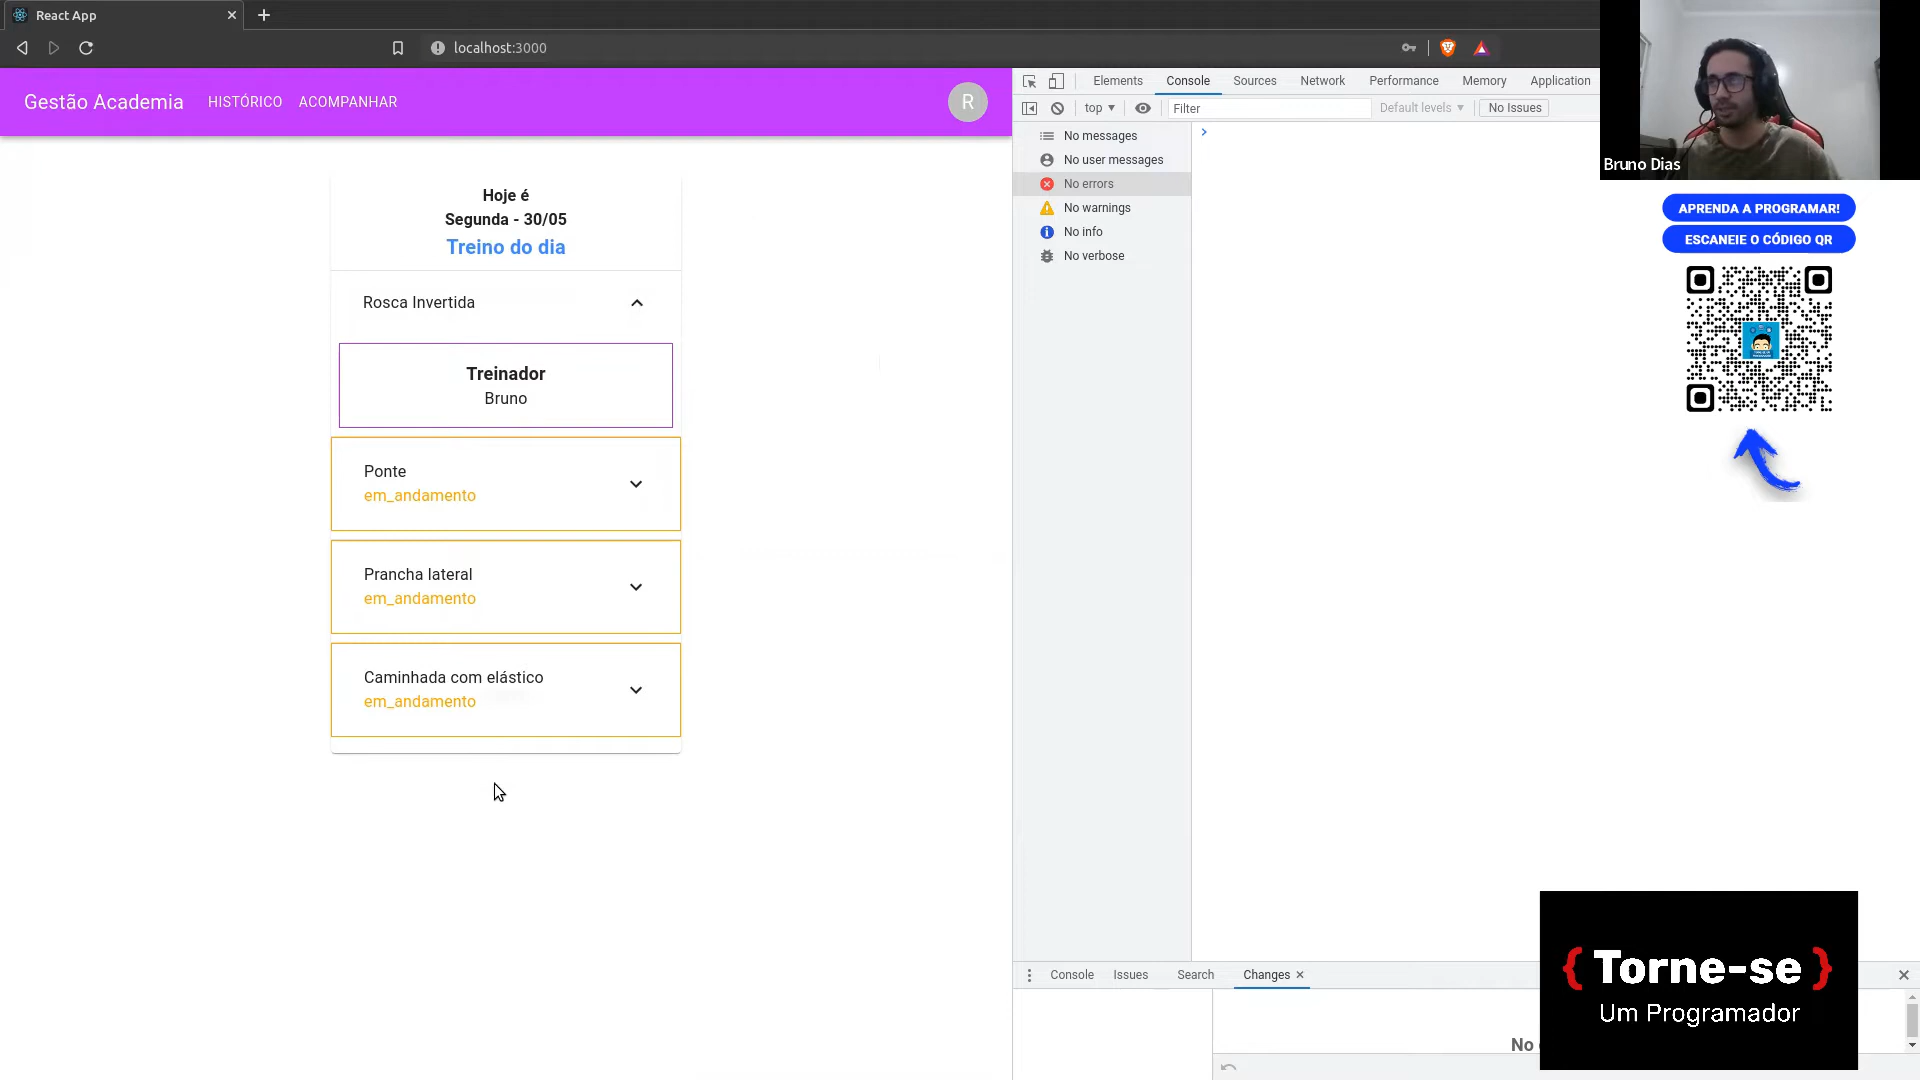 React App
localhost:3000
Gestão Academia
HISTÓRICO
ACOMPANHAR
R
Hoje é
Segunda - 30/05
Treino do dia
Rosca Invertida
Treinador
Bruno
Ponte
em_andamento
Prancha lateral
em_andamento
Caminhada com elástico
em_andamento
Elements
Console
Sources
Network
Performance
Memory
Application
top
Filter
Default levels
No Issues
No messages
No user messages
No errors
No warnings
No info
No verbose
Console
Issues
Search
Changes
No
Bruno Dias
APRENDA A PROGRAMAR!
ESCANEIE O CÓDIGO QR
{ Torne-se }
Um Programador